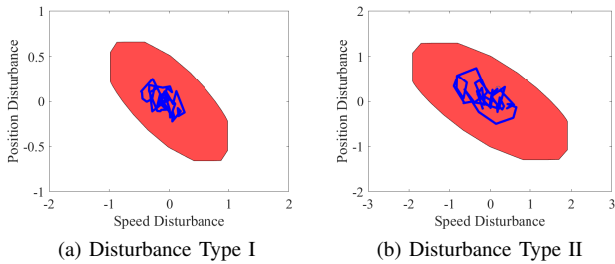 1
0.5
0
-0.5
-1
Position Disturbance
-2 -1 0 1 2
Speed Disturbance
(a) Disturbance Type I
2
1
0
-1
-2
Position Disturbance
-3 -2 -1 0 1 2 3
Speed Disturbance
(b) Disturbance Type II